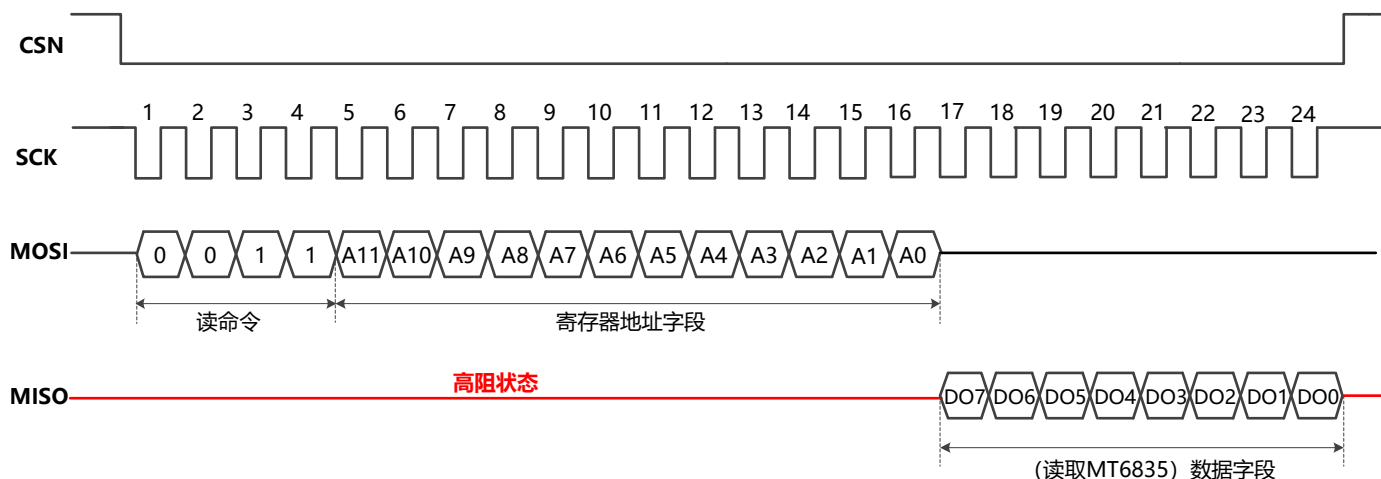 CSN
1 2 3 4 5 6 7 8 9 10 11 12 13 14 15 16 17 18 19 20 21 22 23 24
SCK
MOSI 0 0 1 1 A11 A10 A9 A8 A7 A6 A5 A4 A3 A2 A1 A0
读命令 寄存器地址字段
高阻状态
MISO DO7 DO6 DO5 DO4 DO3 DO2 DO1 DO0
(读取MT6835）数据字段